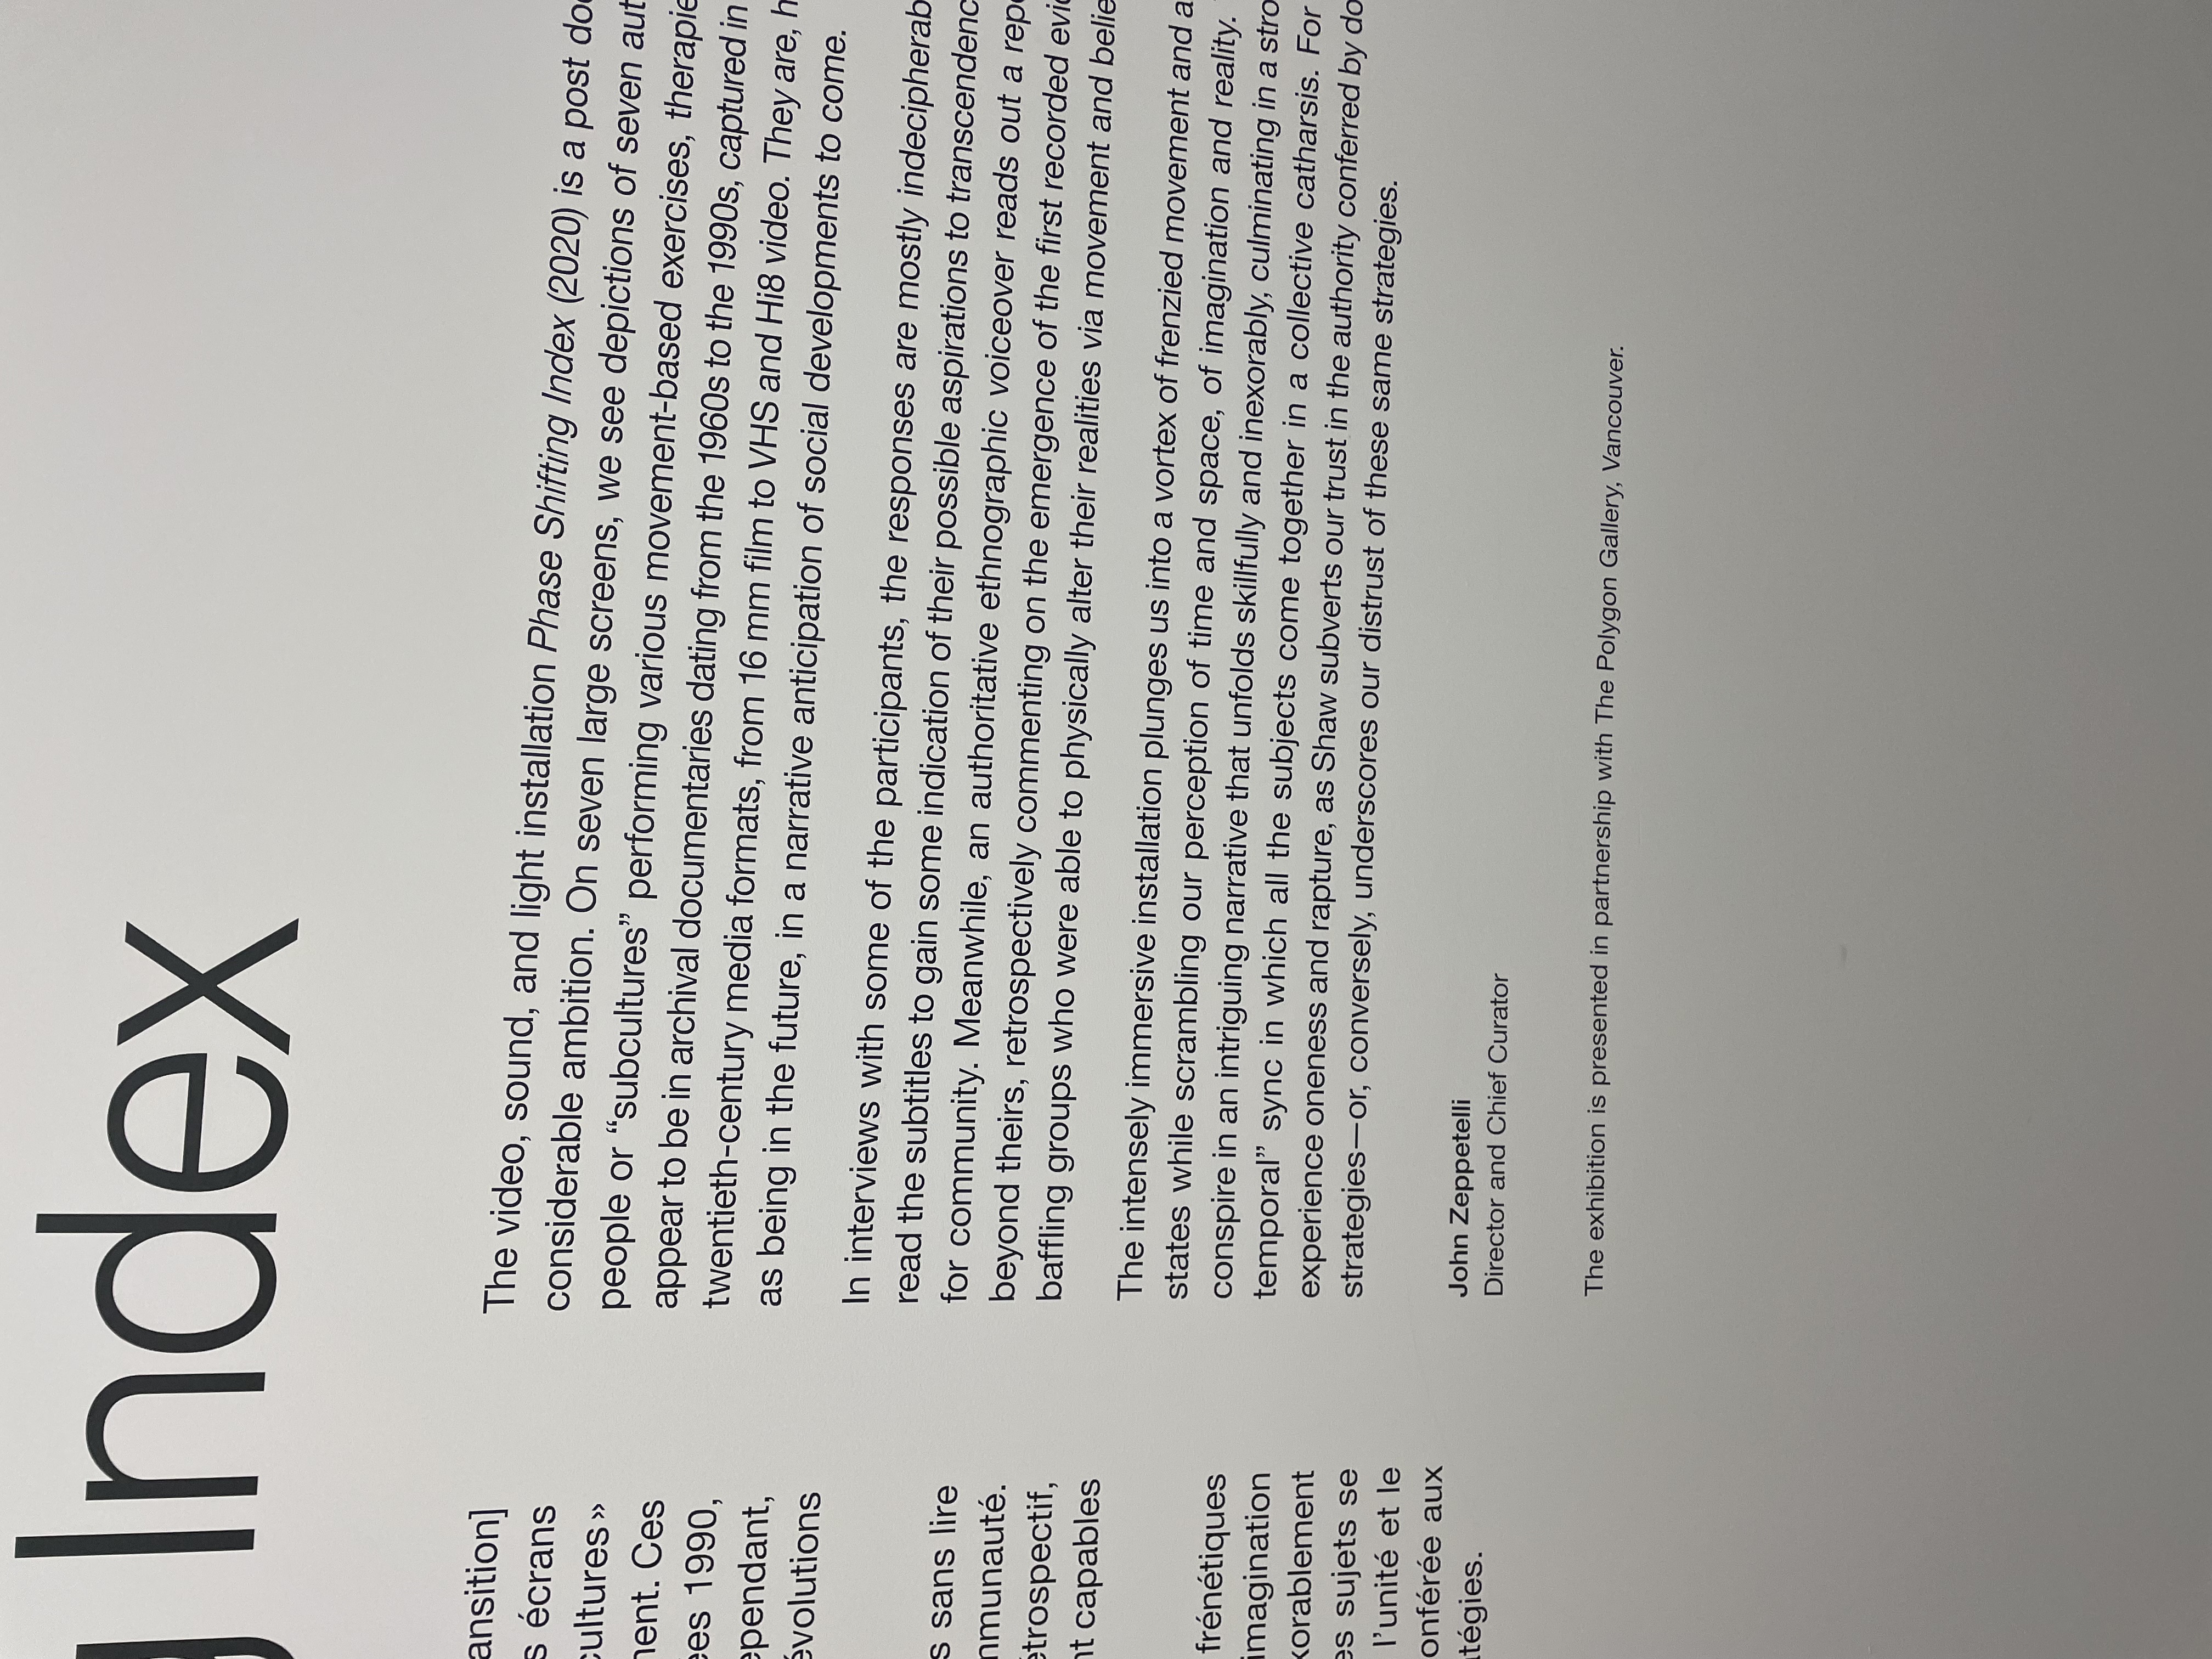 Index
ansition]
s écrans
cultures »
ment. Ces
ées 1990,
ependant,
évolutions
s sans lire
mmunauté.
étrospectif,
nt capables
frénétiques
imagination
xorablement
es sujets se
l’unité et le
onférée aux
atégies.
The video, sound, and light installation Phase Shifting Index (2020) is a post doc
considerable ambition. On seven large screens, we see depictions of seven aut
people or “subcultures” performing various movement-based exercises, therapie
appear to be in archival documentaries dating from the 1960s to the 1990s, captured in
twentieth-century media formats, from 16 mm film to VHS and Hi8 video. They are, h
as being in the future, in a narrative anticipation of social developments to come.
In interviews with some of the participants, the responses are mostly indecipherab
read the subtitles to gain some indication of their possible aspirations to transcendenc
for community. Meanwhile, an authoritative ethnographic voiceover reads out a repo
beyond theirs, retrospectively commenting on the emergence of the first recorded evid
baffling groups who were able to physically alter their realities via movement and belie
The intensely immersive installation plunges us into a vortex of frenzied movement and a
states while scrambling our perception of time and space, of imagination and reality.
conspire in an intriguing narrative that unfolds skillfully and inexorably, culminating in a stro
temporal” sync in which all the subjects come together in a collective catharsis. For
experience oneness and rapture, as Shaw subverts our trust in the authority conferred by do
strategies—or, conversely, underscores our distrust of these same strategies.
John Zeppetelli
Director and Chief Curator
The exhibition is presented in partnership with The Polygon Gallery, Vancouver.